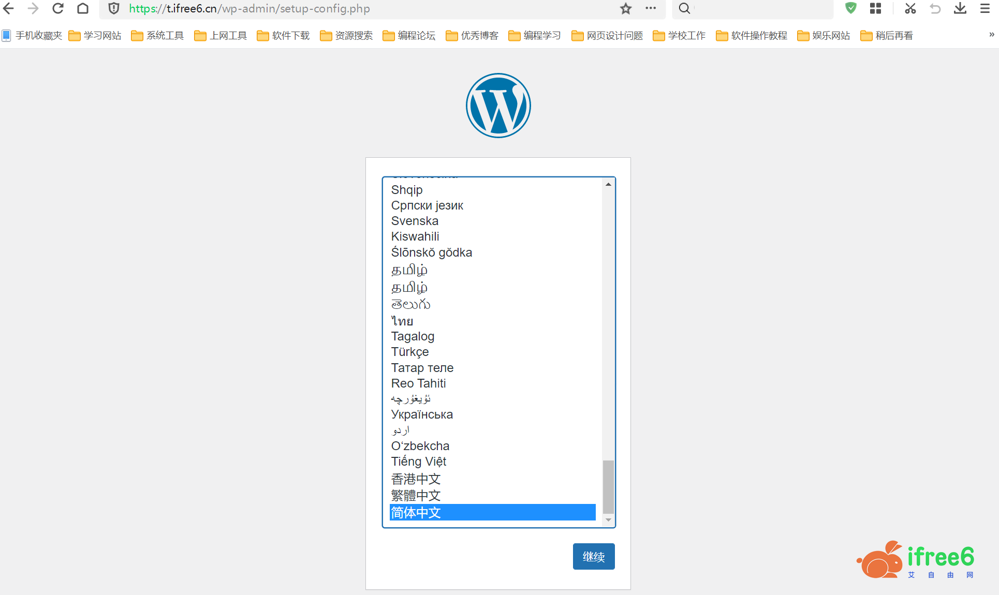 https://t.ifree6.cn/wp-admin/setup-config.php
手机收藏夹 学习网站 系统工具 上网工具 软件下载 资源搜索 编程论坛 优秀博客 编程学习 网页设计问题 学校工作 软件操作教程 娱乐网站 稍后再看 »
Shqip
Српски језик
Svenska
Kiswahili
Ślōnskŏ gŏdka
தமிழ்
தமிழ்
తెలుగు
ไทย
Tagalog
Türkçe
Татар теле
Reo Tahiti
ئۇيغۇرچە
Українська
اردو
O‘zbekcha
Tiếng Việt
香港中文
繁體中文
简体中文
继续
ifree6
艾自由网